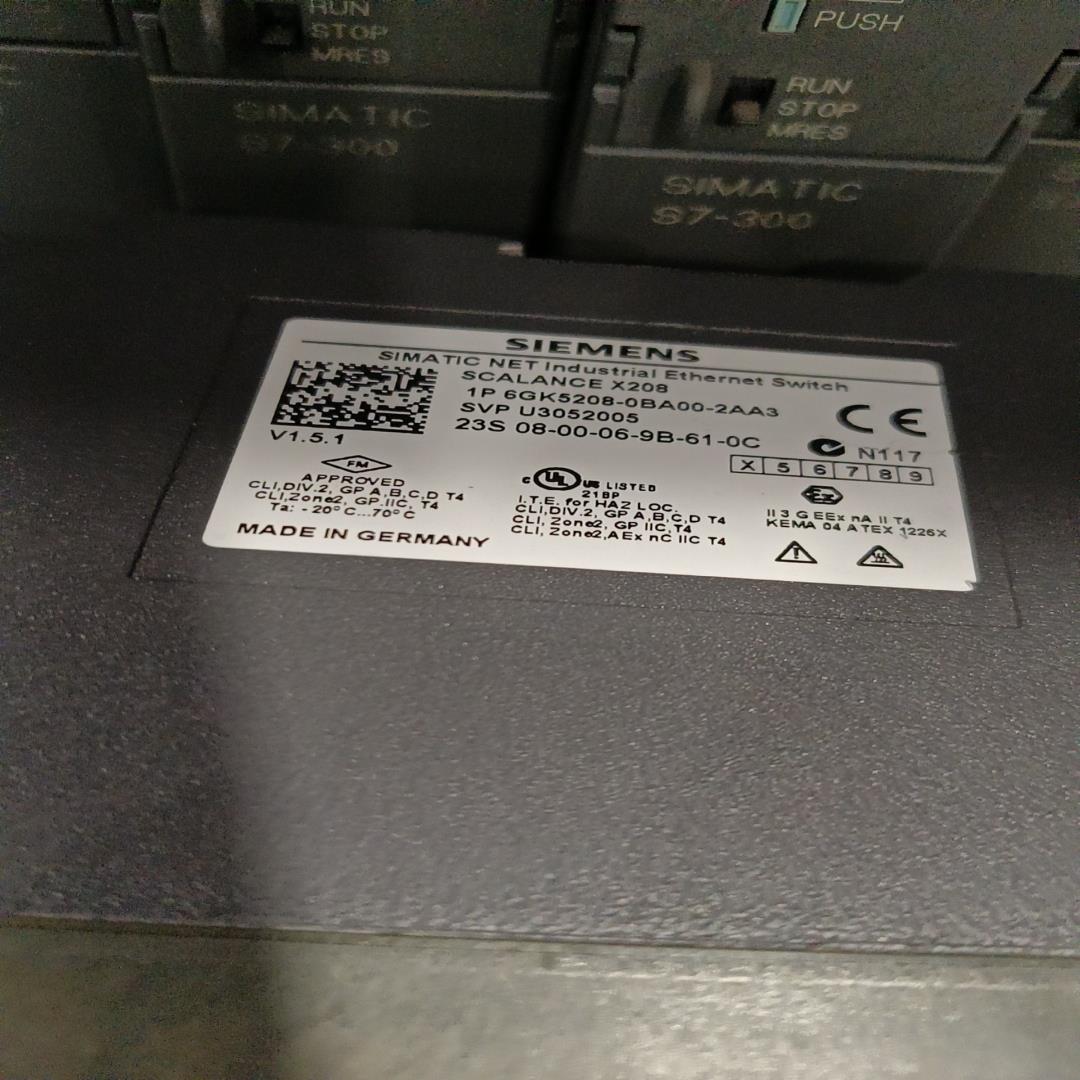 RUN
STOP
MRES
SIMATIC
S7-300
PUSH
RUN
STOP
MRES
SIMATIC
S7-300
SIEMENS
SIMATIC NET Industrial Ethernet Switch
SCALANCE X208
1P 6GK5208-0BA00-2AA3
SVP U3052005
23S 08-00-06-9B-61-0C
V1.5.1
N117
X 5 6 7 8 9
FM
APPROVED
CLI,DIV.2, GP A,B,C,D T4
CLI,Zone2, GP.IIC, T4
Ta: -20°C...70°C
MADE IN GERMANY
c UL us LISTED
21BP
I.T.E. for HAZ LOC.
CLI,DIV.2, GP A,B,C,D T4
CLI, Zone2, GP IIC, T4
CLI, Zone2,AEx nC IIC T4
Ex
II 3 G EEx nA II T4
KEMA 04 ATEX 1226X